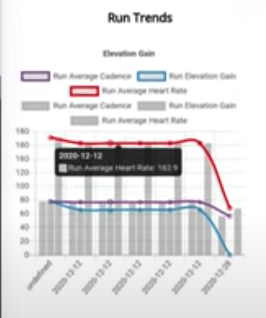 Run Trends
Elevation Gain
Run Average Cadence Run Elevation Gain
Run Average Heart Rate
Run Average Cadence Run Elevation Gain
Run Average Heart Rate
180
160
140
120
100
80
60
40
20
0
2020-12-12
Run Average Heart Rate: 162.9
undefined 2020-12-12 2020-12-12 2020-12-12 2020-12-12 2020-12-12 2020-12-28